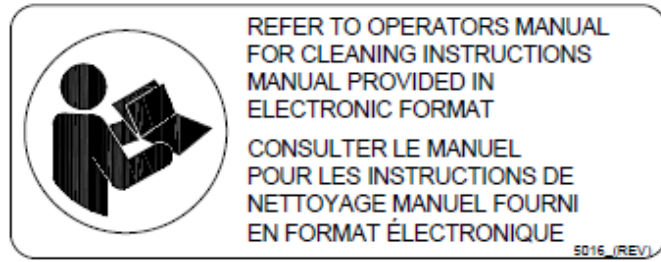 REFER TO OPERATORS MANUAL
FOR CLEANING INSTRUCTIONS
MANUAL PROVIDED IN
ELECTRONIC FORMAT
CONSULTER LE MANUEL
POUR LES INSTRUCTIONS DE
NETTOYAGE MANUEL FOURNI
EN FORMAT ÉLECTRONIQUE
5016_(REV)